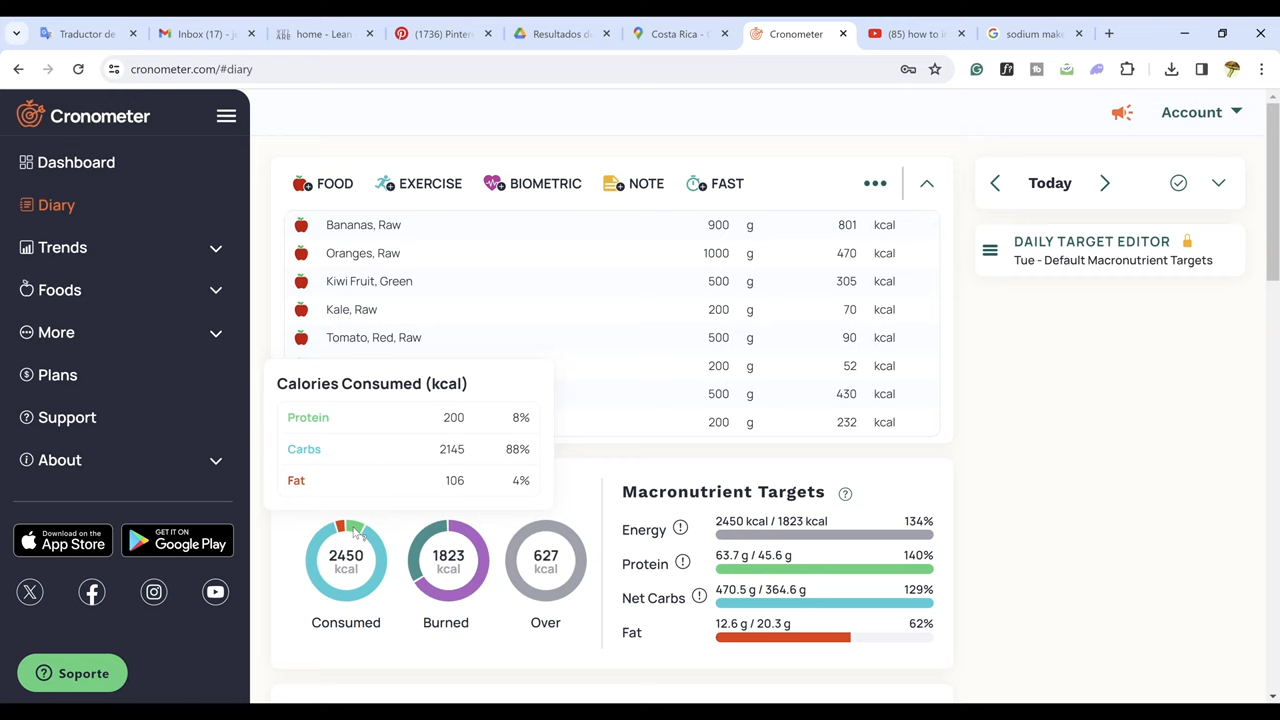 Traductor de
Inbox (17) - j
home - Lean
(1736) Pinter
Resultados de
Costa Rica - G
Cronometer
(85) how to i
sodium make
cronometer.com/#diary
Cronometer
Account
Dashboard
Diary
Trends
Foods
More
Plans
Support
About
Download on the
App Store
GET IT ON
Google Play
Soporte
FOOD
EXERCISE
BIOMETRIC
NOTE
FAST
Bananas, Raw 900 g 801 kcal
Oranges, Raw 1000 g 470 kcal
Kiwi Fruit, Green 500 g 305 kcal
Kale, Raw 200 g 70 kcal
Tomato, Red, Raw 500 g 90 kcal
200 g 52 kcal
500 g 430 kcal
200 g 232 kcal
Calories Consumed (kcal)
Protein 200 8%
Carbs 2145 88%
Fat 106 4%
2450
kcal
Consumed
1823
kcal
Burned
627
kcal
Over
Macronutrient Targets
Energy 2450 kcal / 1823 kcal 134%
Protein 63.7 g / 45.6 g 140%
Net Carbs 470.5 g / 364.6 g 129%
Fat 12.6 g / 20.3 g 62%
Today
DAILY TARGET EDITOR
Tue - Default Macronutrient Targets